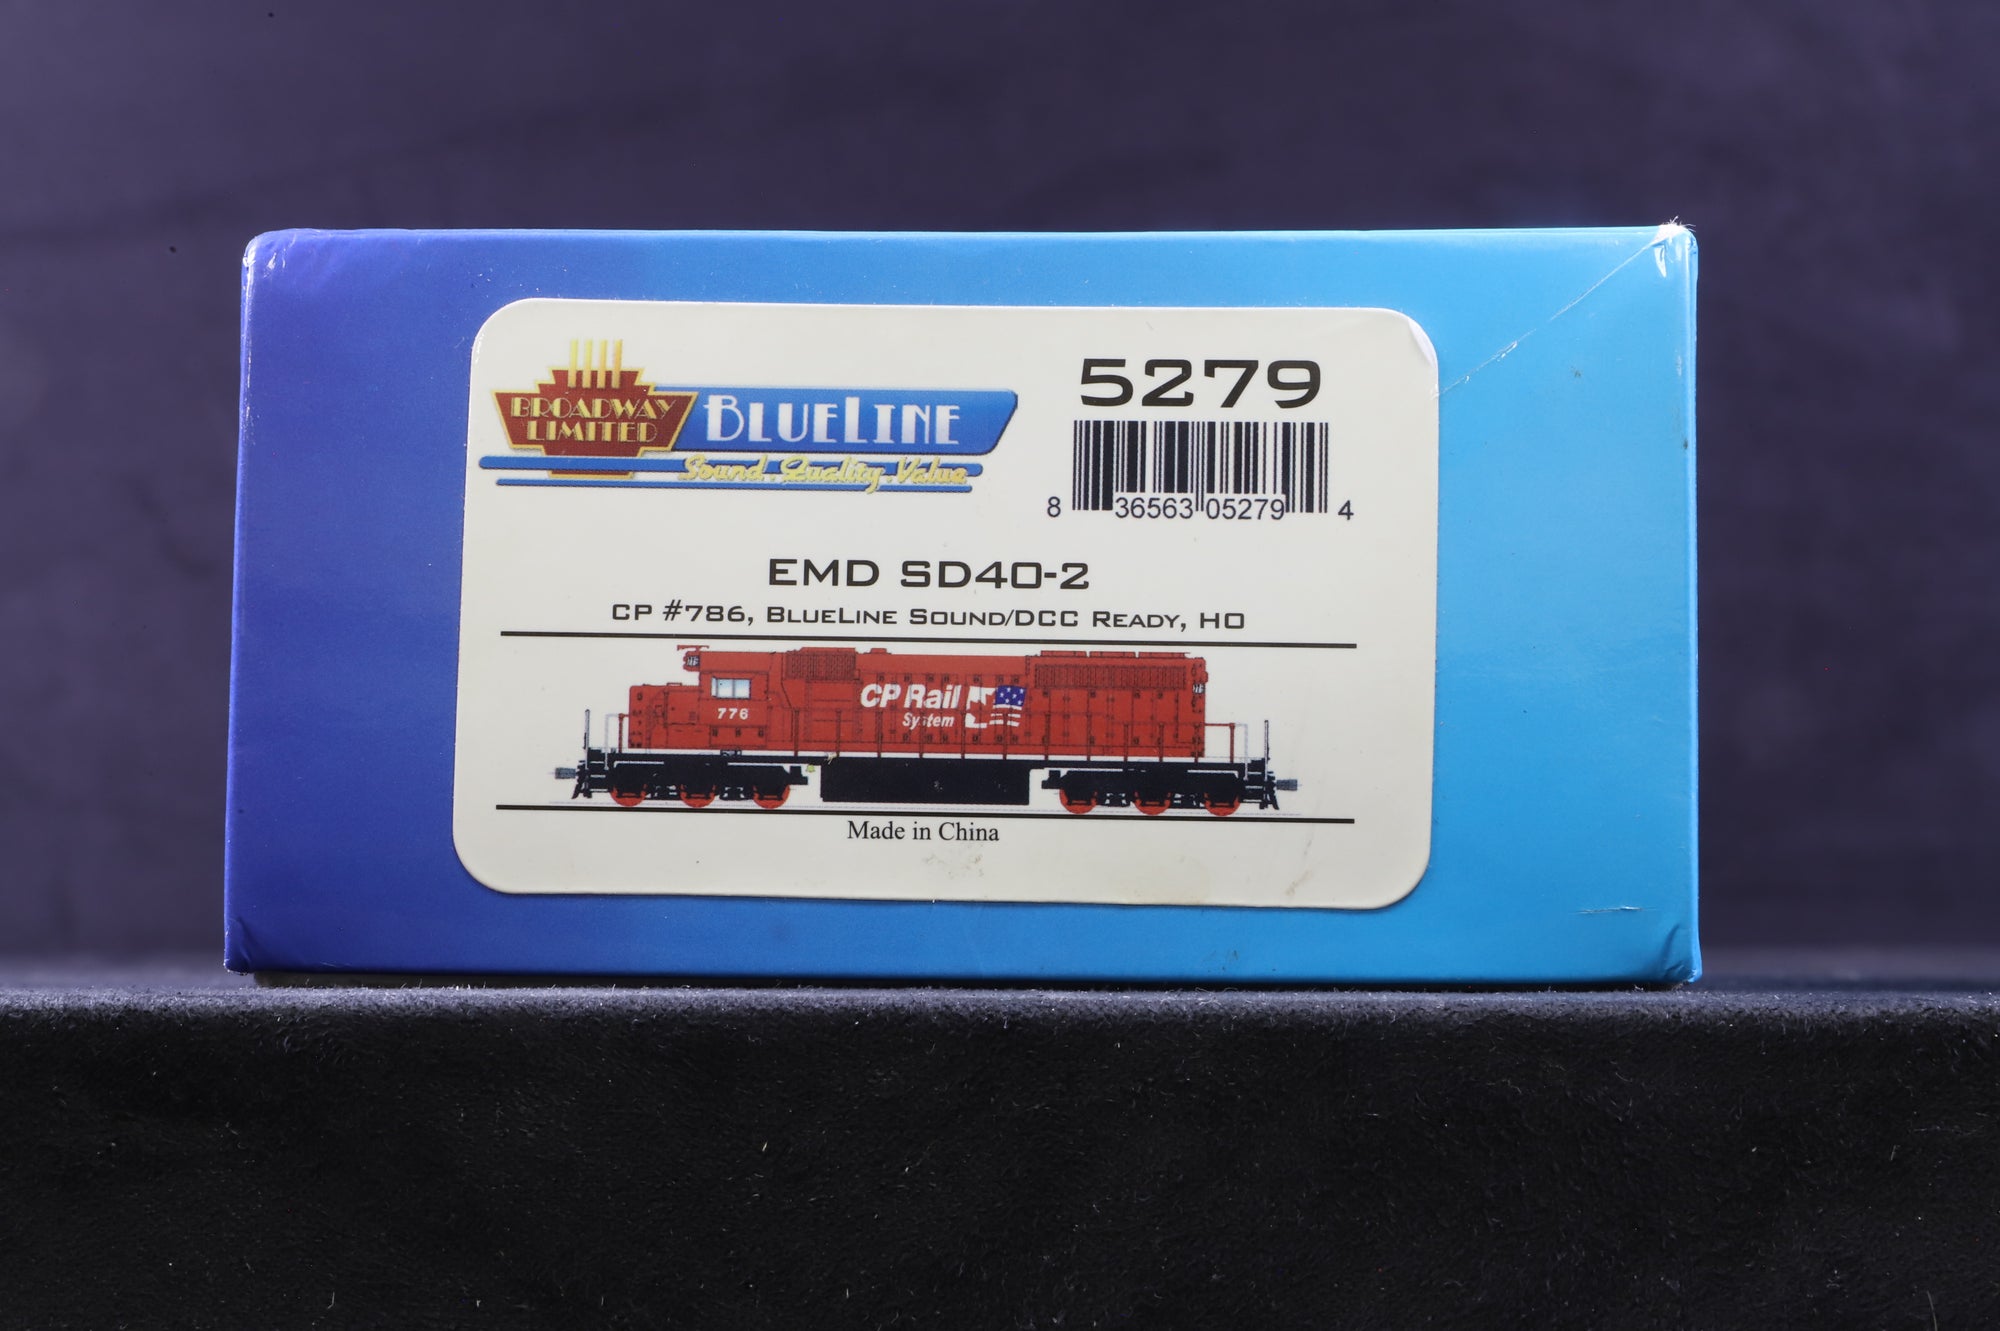 BROADWAY
LIMITED
BLUELINE
Sound . Quality . Value
5279
8 36563 05279 4
EMD SD40-2
CP #786, BLUELINE SOUND/DCC READY, HO
CP Rail
System
776
Made in China